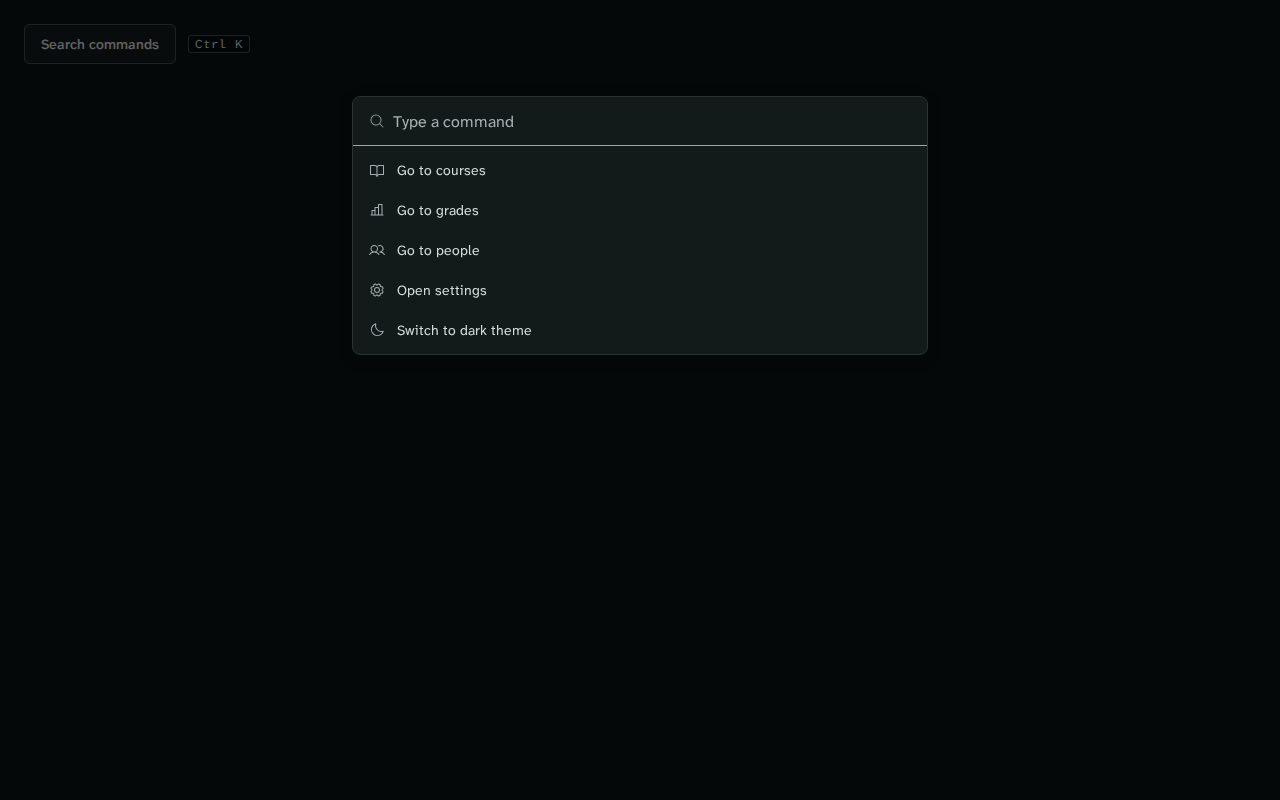 Search commands Ctrl K
Type a command
Go to courses
Go to grades
Go to people
Open settings
Switch to dark theme